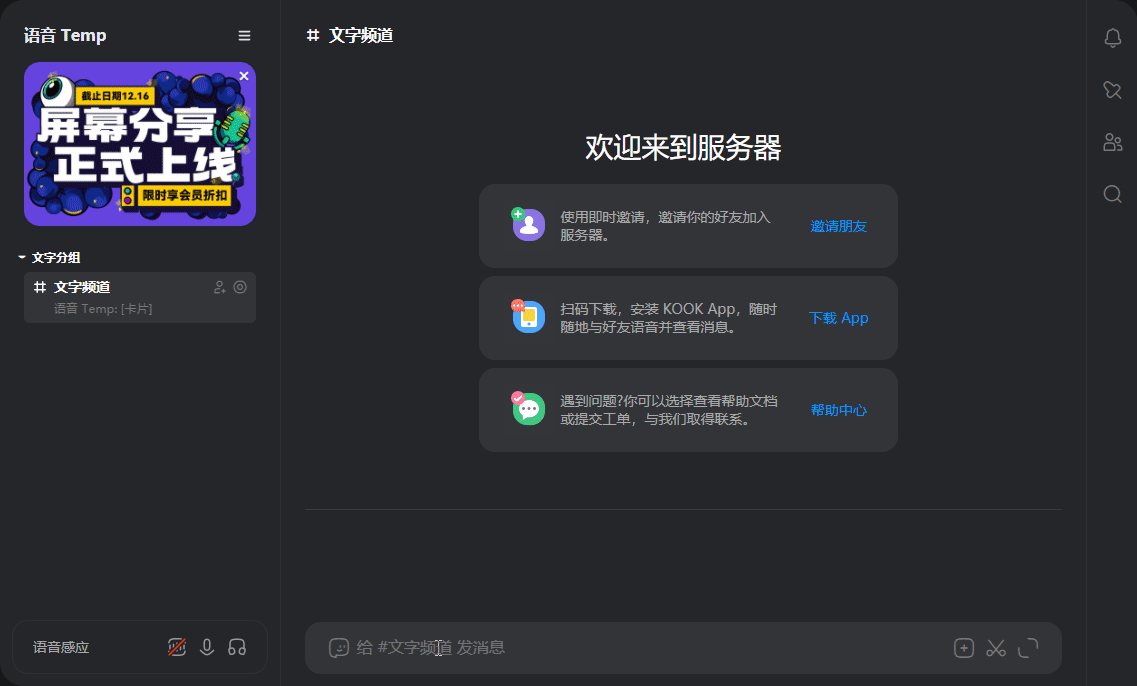 语音 Temp
截止日期12.16
屏幕分享
正式上线
限时享会员折扣
文字分组
文字频道
语音 Temp: [卡片]
语音感应
文字频道
欢迎来到服务器
使用即时邀请，邀请你的好友加入
服务器。
邀请朋友
扫码下载，安装 KOOK App，随时
随地与好友语音并查看消息。
下载 App
遇到问题?你可以选择查看帮助文档
或提交工单，与我们取得联系。
帮助中心
给 #文字频道 发消息